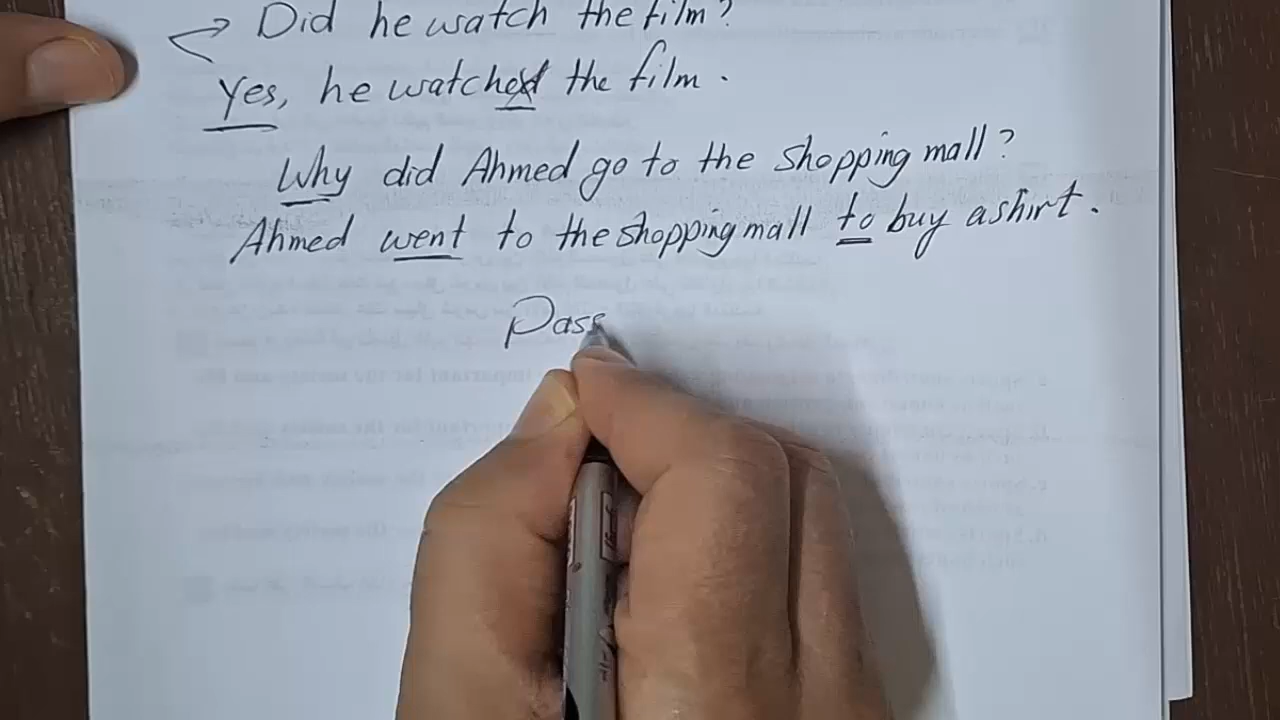 Did he watch the film?
Yes, he watched the film.
Why did Ahmed go to the shopping mall?
Ahmed went to the shopping mall to buy a shirt.
Pass